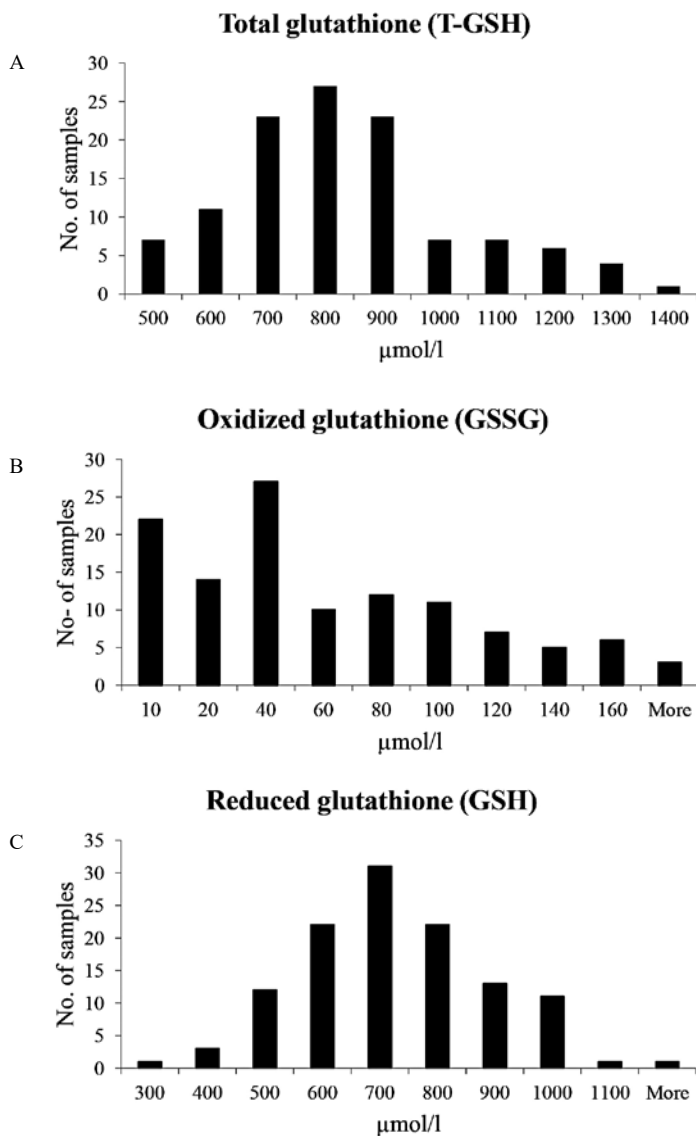 Total glutathione (T-GSH)
A
30
25
20
15
10
5
0
No. of samples
500 600 700 800 900 1000 1100 1200 1300 1400
μmol/l
Oxidized glutathione (GSSG)
B
30
25
20
15
10
5
0
No- of samples
10 20 40 60 80 100 120 140 160 More
μmol/l
Reduced glutathione (GSH)
C
35
30
25
20
15
10
5
0
No. of samples
300 400 500 600 700 800 900 1000 1100 More
μmol/l